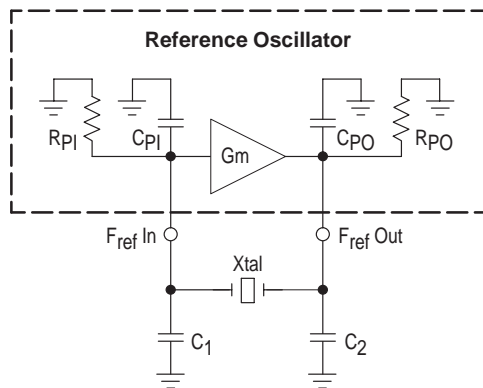 Reference Oscillator
RPI
CPI
Gm
CPO
RPO
Fref In
Fref Out
Xtal
C1
C2